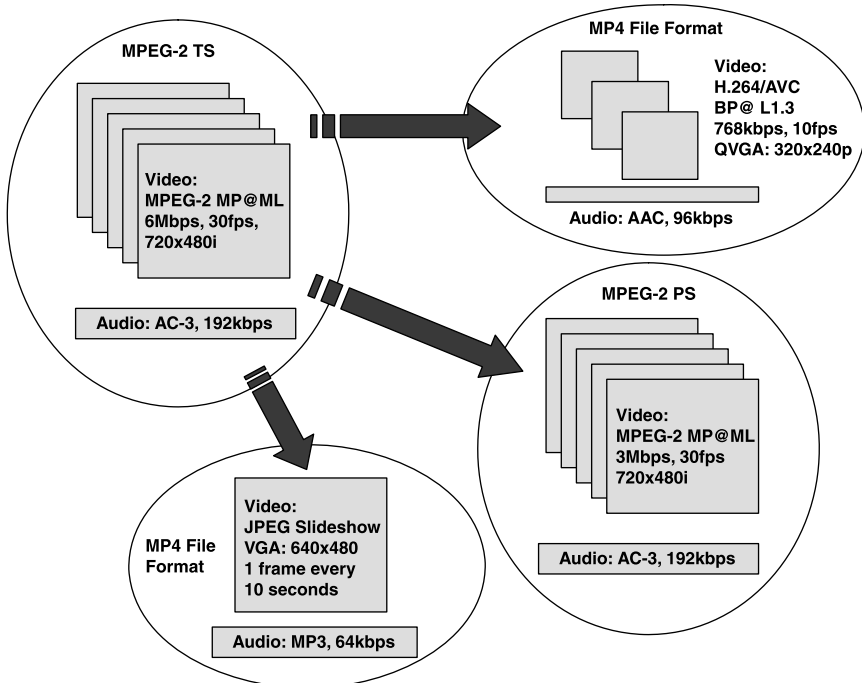 MPEG-2 TS
Video:
MPEG-2 MP@ML
6Mbps, 30fps,
720x480i
Audio: AC-3, 192kbps
MP4 File Format
Video:
H.264/AVC
BP@ L1.3
768kbps, 10fps
QVGA: 320x240p
Audio: AAC, 96kbps
MPEG-2 PS
Video:
MPEG-2 MP@ML
3Mbps, 30fps
720x480i
Audio: AC-3, 192kbps
MP4 File
Format
Video:
JPEG Slideshow
VGA: 640x480
1 frame every
10 seconds
Audio: MP3, 64kbps